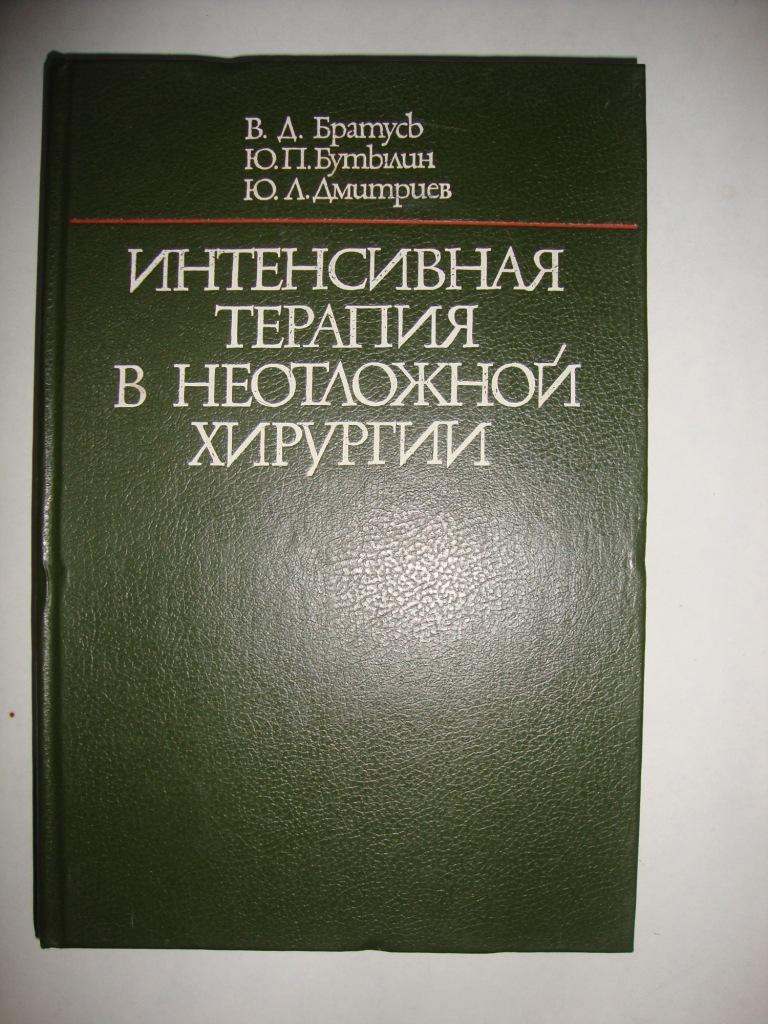 В. Д. Братусь
Ю. П. Бутылин
Ю. Л. Дмитриев
ИНТЕНСИВНАЯ
ТЕРАПИЯ
В НЕОТЛОЖНОЙ
ХИРУРГИИ